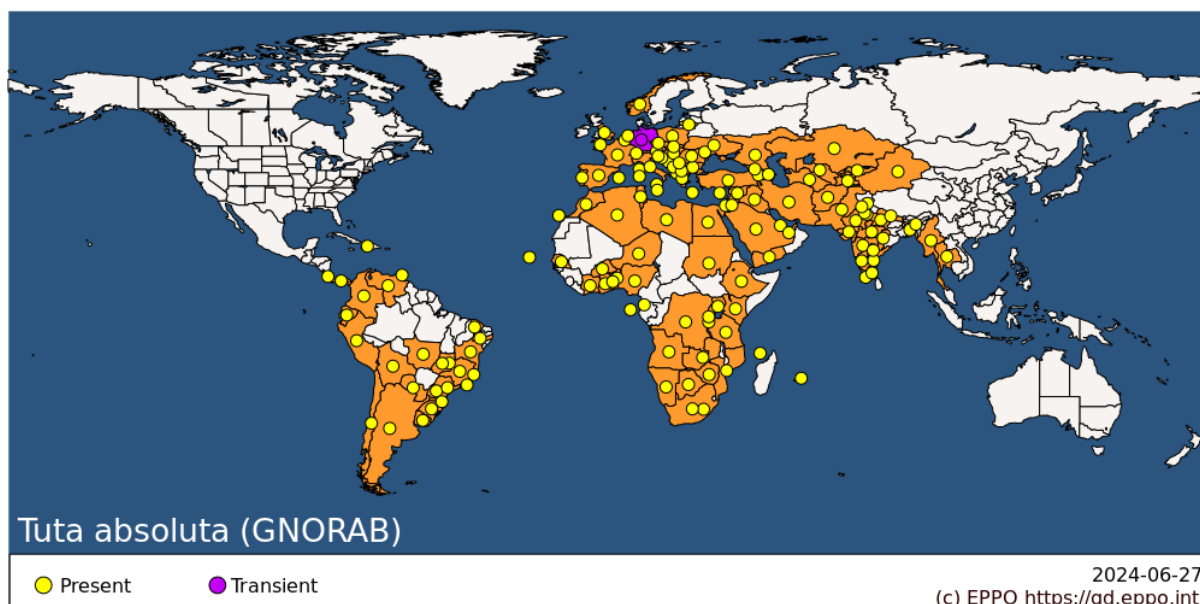 Tuta absoluta (GNORAB)
Present
Transient
2024-06-27
(c) EPPO https://gd.eppo.int